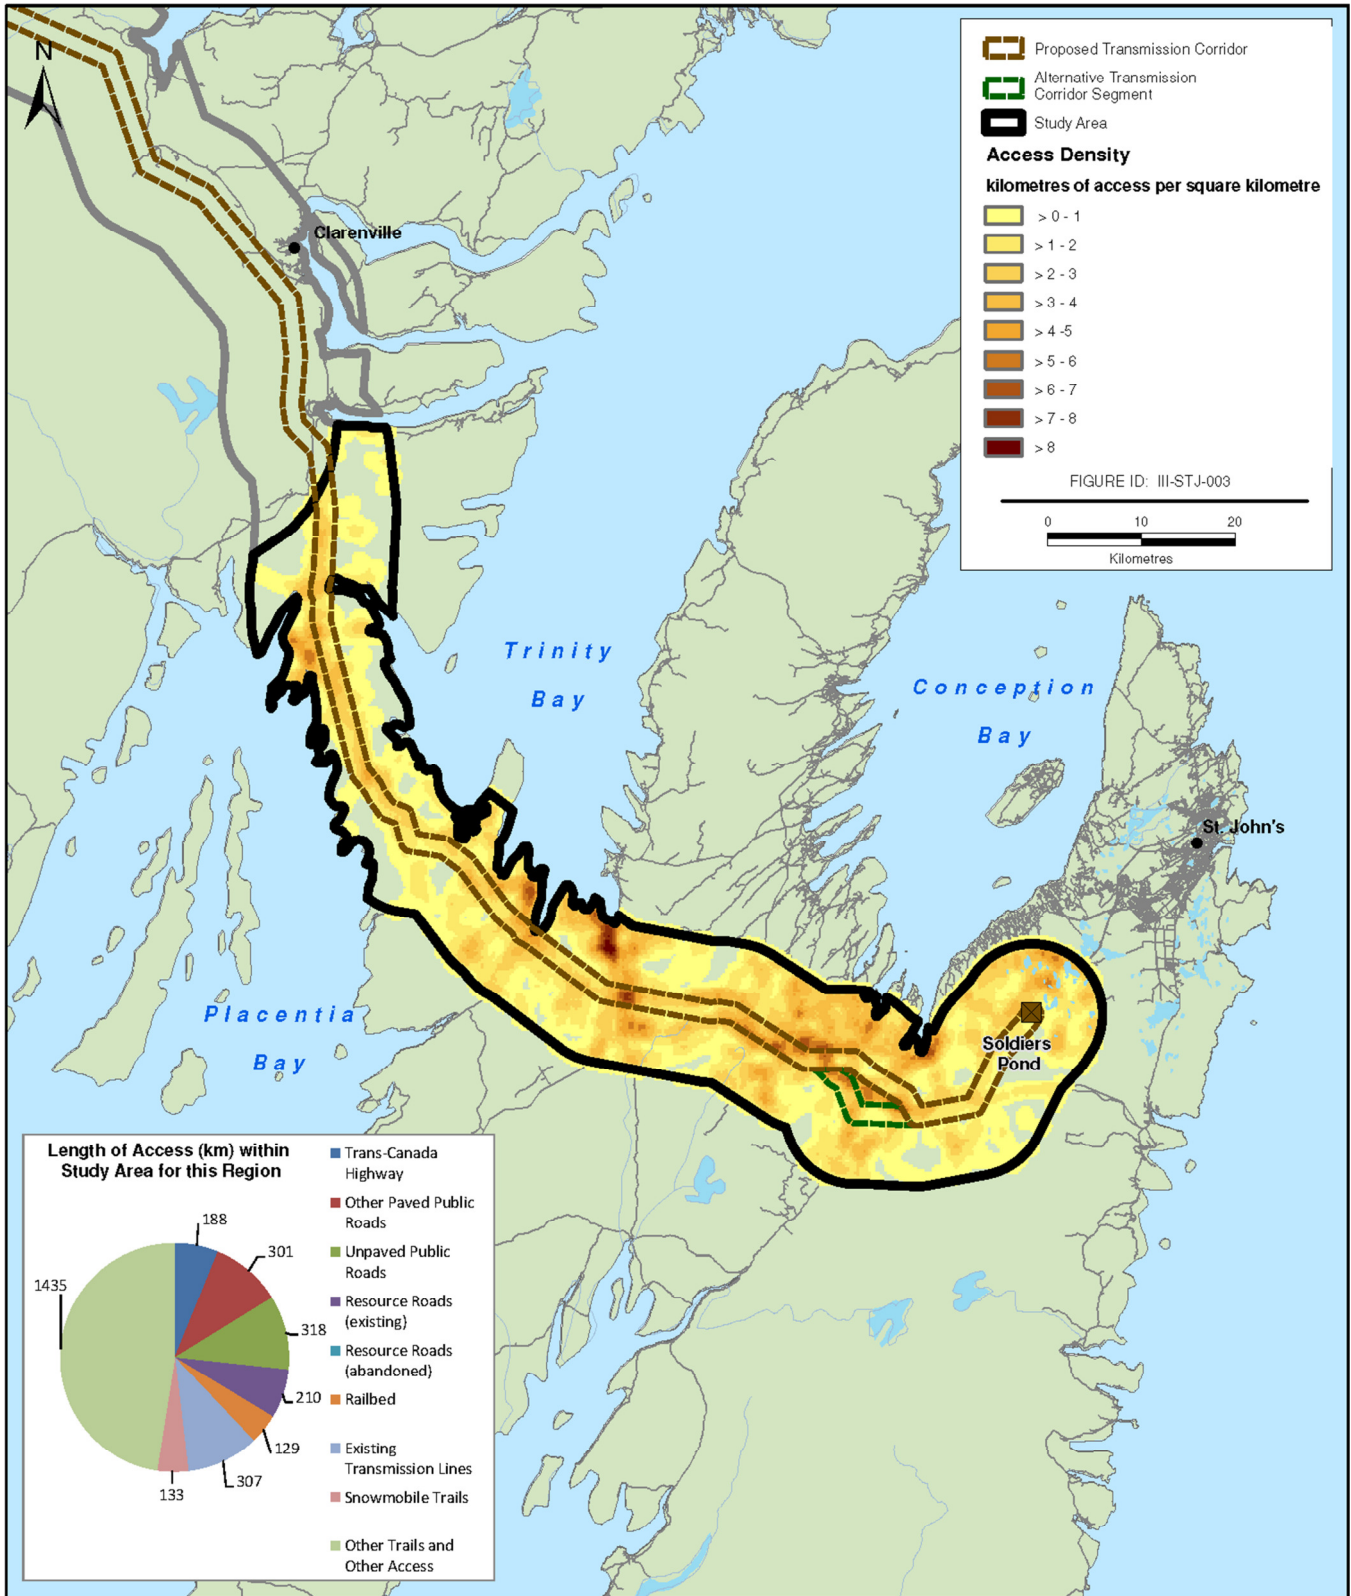 N
Clarenville
Trinity
Bay
Conception
Bay
St. John's
Placentia
Bay
Soldiers
Pond
Proposed Transmission Corridor
Alternative Transmission
Corridor Segment
Study Area
Access Density
kilometres of access per square kilometre
> 0 - 1
> 1 - 2
> 2 - 3
> 3 - 4
> 4 -5
> 5 - 6
> 6 - 7
> 7 - 8
> 8
FIGURE ID: III-STJ-003
0 10 20
Kilometres
Length of Access (km) within
Study Area for this Region
188
301
318
210
129
307
133
1435
Trans-Canada
Highway
Other Paved Public
Roads
Unpaved Public
Roads
Resource Roads
(existing)
Resource Roads
(abandoned)
Railbed
Existing
Transmission Lines
Snowmobile Trails
Other Trails and
Other Access